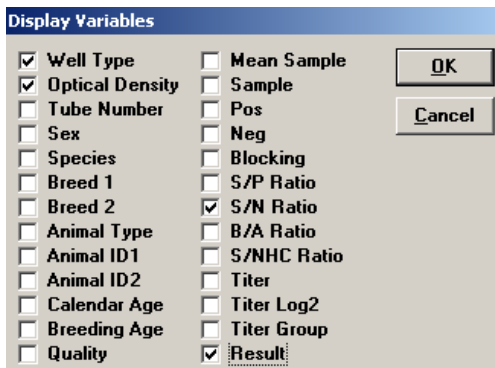 Display Variables
Well Type
Optical Density
Tube Number
Sex
Species
Breed 1
Breed 2
Animal Type
Animal ID1
Animal ID2
Calendar Age
Breeding Age
Quality
Mean Sample
Sample
Pos
Neg
Blocking
S/P Ratio
S/N Ratio
B/A Ratio
S/NHC Ratio
Titer
Titer Log2
Titer Group
Result
OK
Cancel